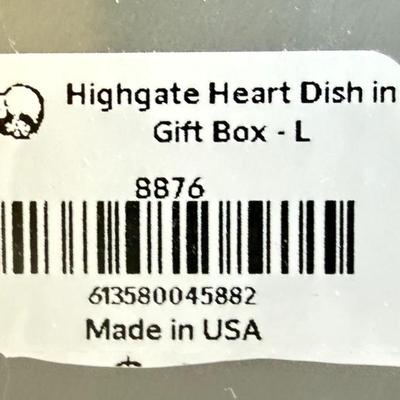 Highgate Heart Dish in
Gift Box - L
8876
613580045882
Made in USA